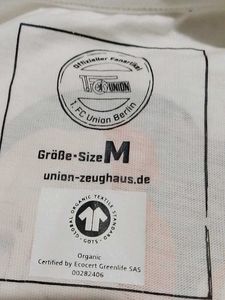 Offizieller Fanartikel
FC UNION
1. FC Union Berlin
Größe•Size M
union-zeughaus.de
GLOBAL ORGANIC TEXTILE STANDARD
•GOTS•
Organic
Certified by Ecocert Greenlife SAS
00282406